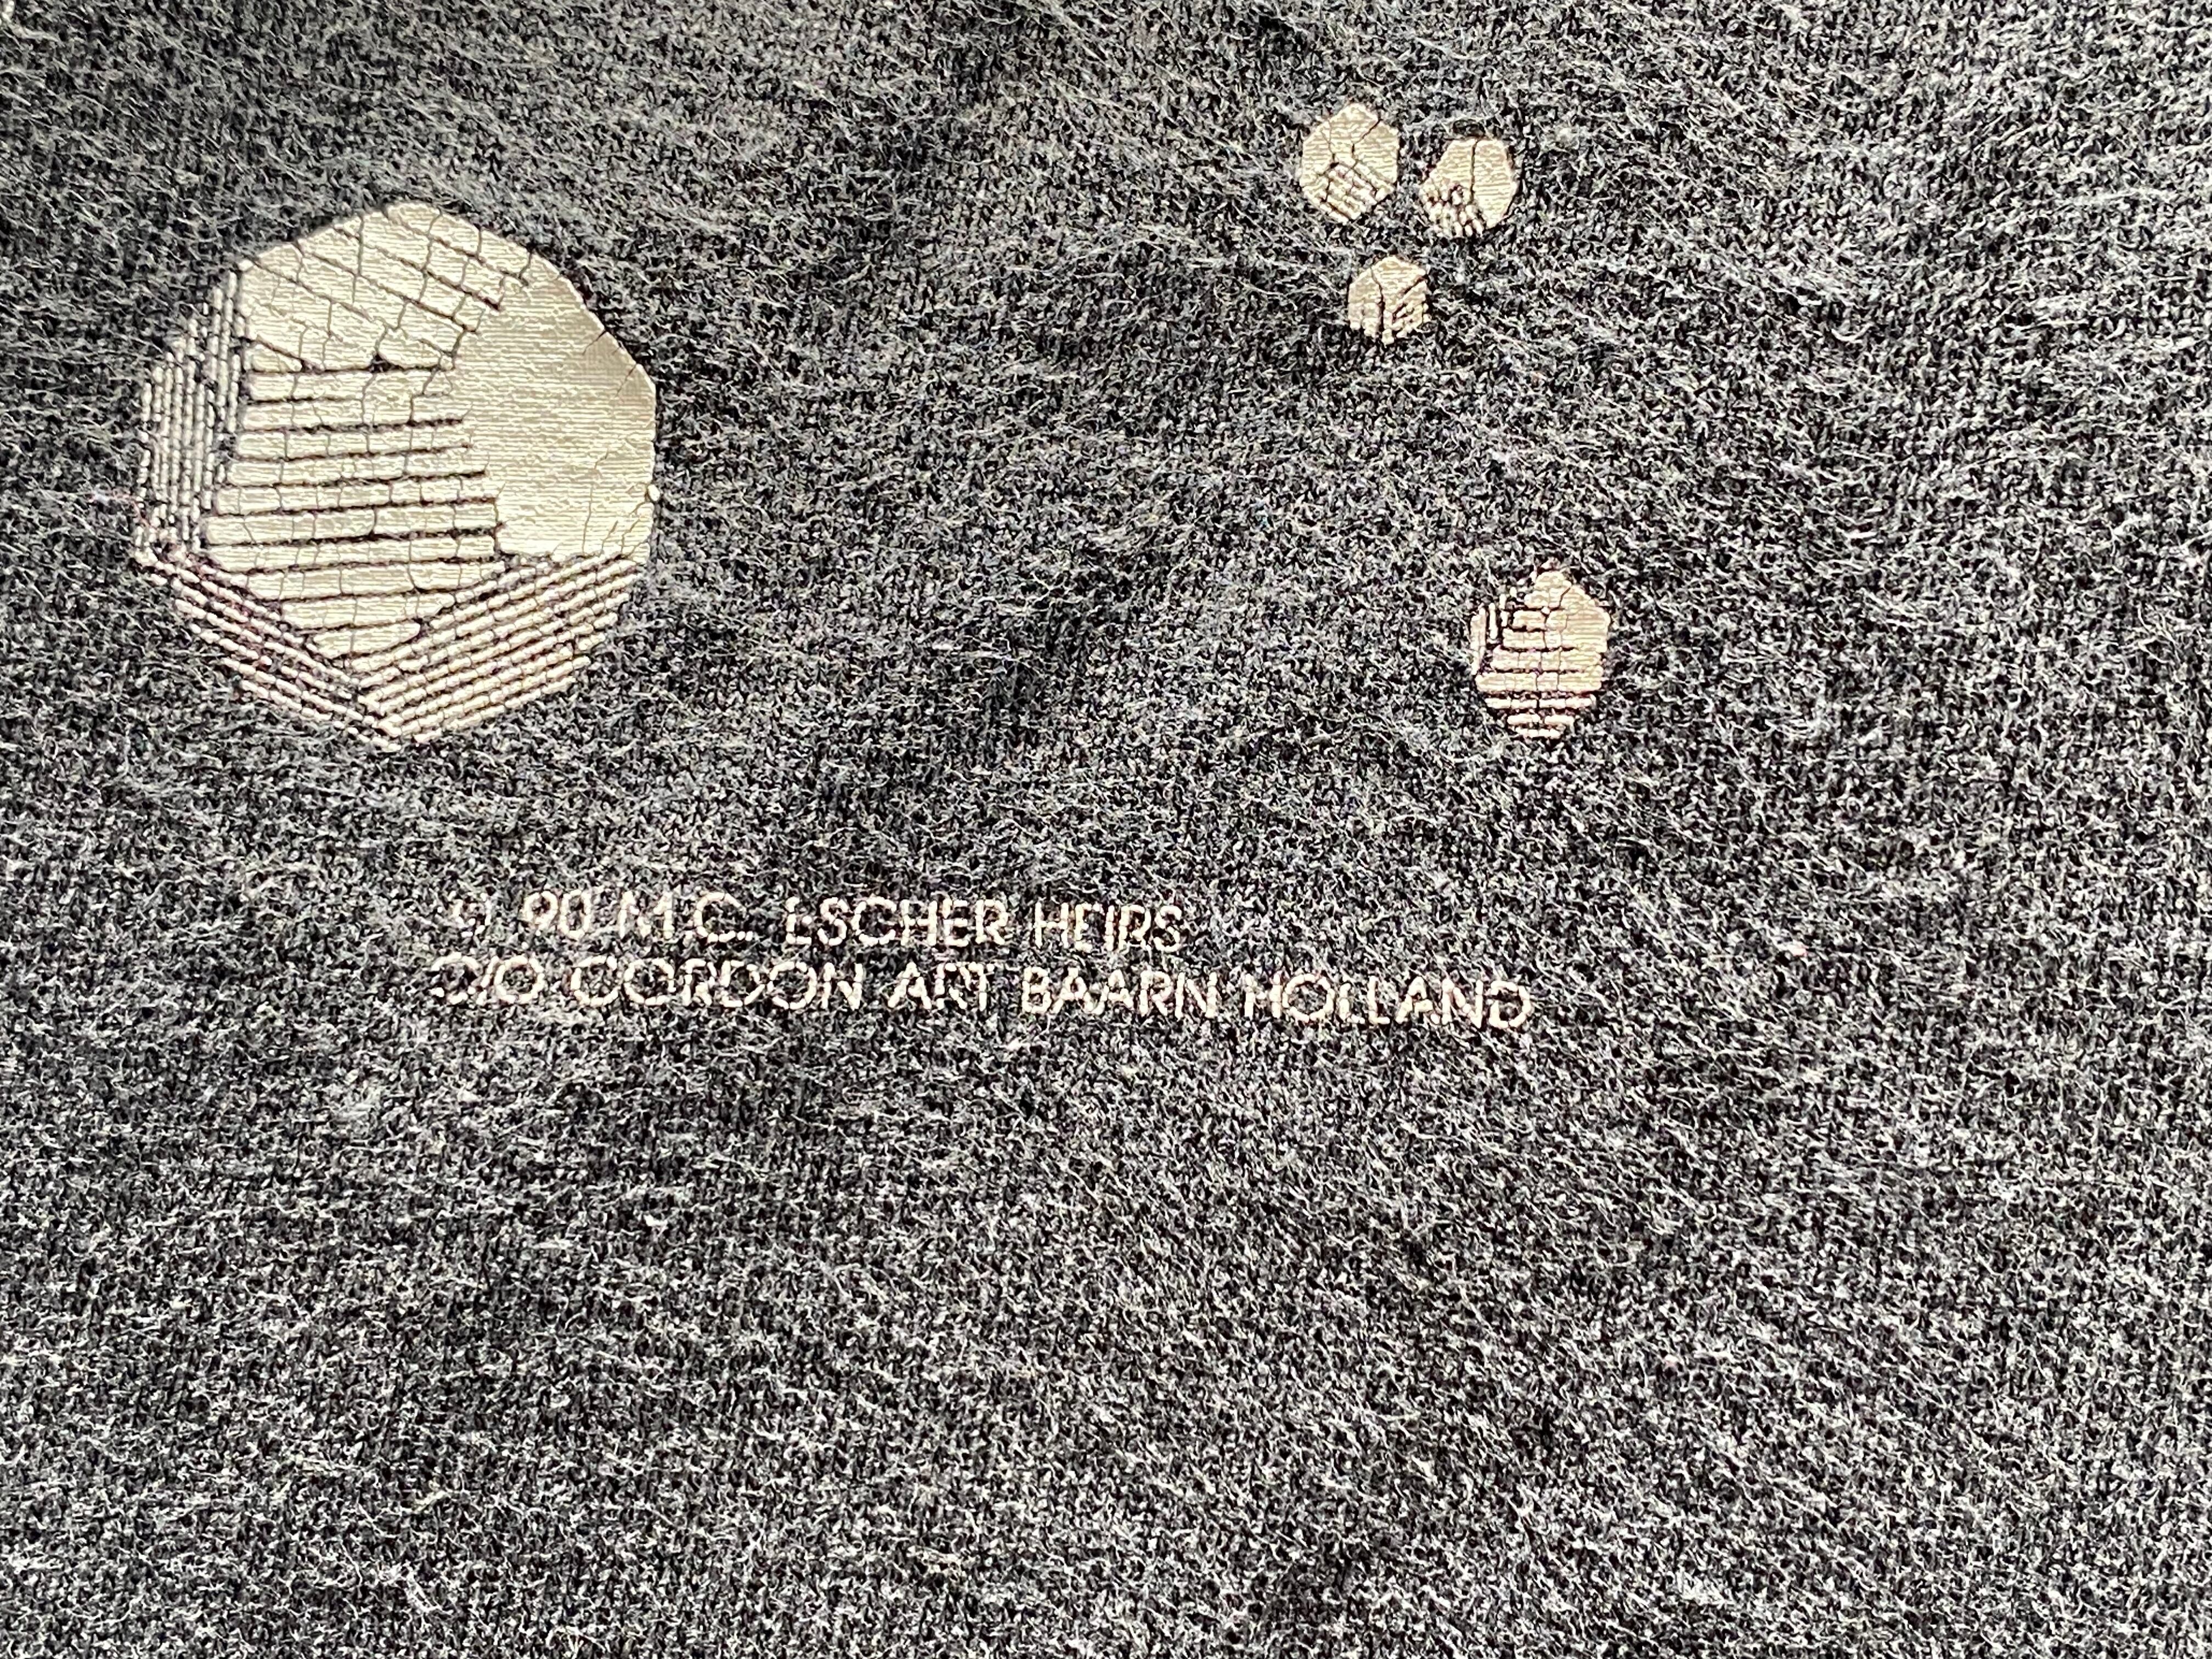 © 90 M.C. ESCHER HEIRS
C/O CORDON ART BAARN HOLLAND